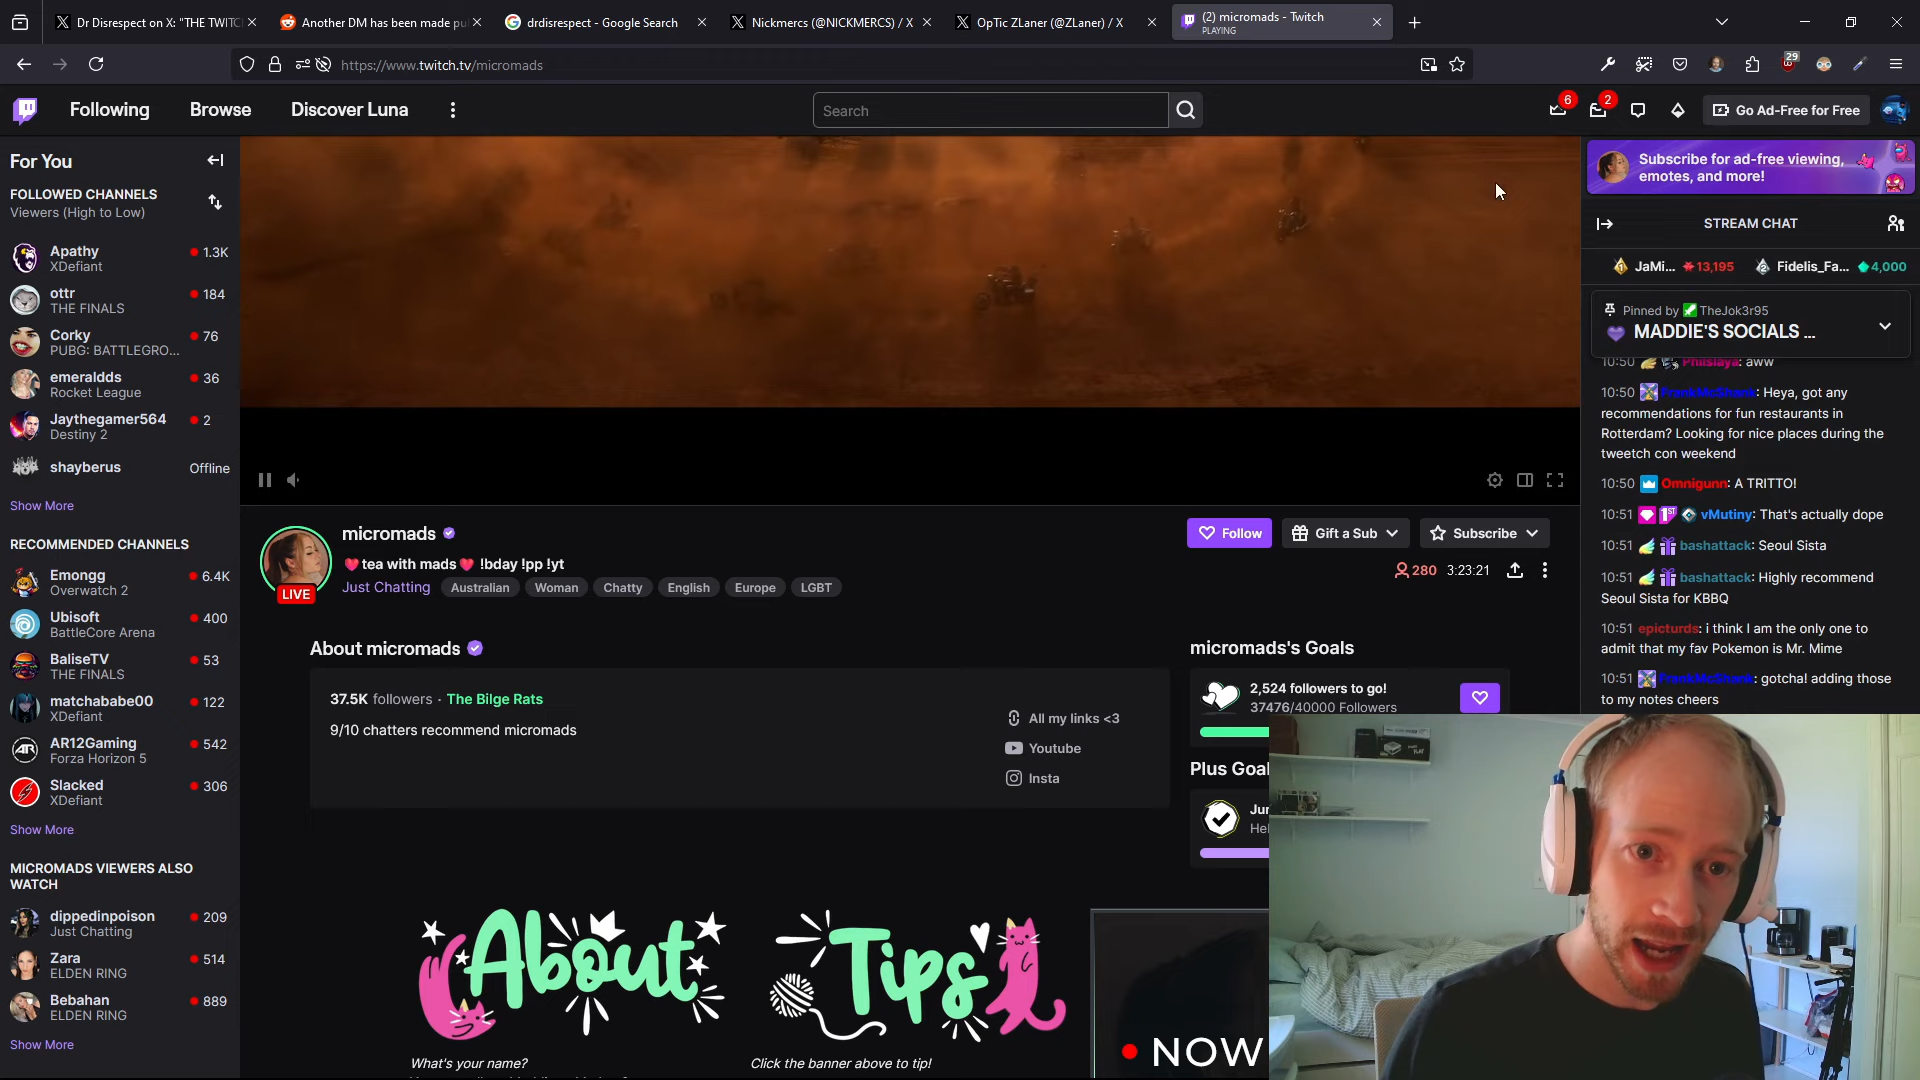 Dr Disrespect on X: "THE TWITC
Another DM has been made pu
drdisrespect - Google Search
Nickmercs (@NICKMERCS) / X
OpTic ZLaner (@ZLaner) / X
(2) micromads - Twitch
PLAYING
https://www.twitch.tv/micromads
29
Following
Browse
Discover Luna
Search
6
2
Go Ad-Free for Free
For You
FOLLOWED CHANNELS
Viewers (High to Low)
Apathy
1.3K
XDefiant
ottr
184
THE FINALS
Corky
76
PUBG: BATTLEGRO...
emeraldds
36
Rocket League
Jaythegamer564
2
Destiny 2
shayberus
Offline
Show More
RECOMMENDED CHANNELS
Emongg
6.4K
Overwatch 2
Ubisoft
400
BattleCore Arena
BaliseTV
53
THE FINALS
matchababe00
122
XDefiant
AR12Gaming
542
Forza Horizon 5
Slacked
306
XDefiant
Show More
MICROMADS VIEWERS ALSO
WATCH
dippedinpoison
209
Just Chatting
Zara
514
ELDEN RING
Bebahan
889
ELDEN RING
Show More
micromads
LIVE
tea with mads !bday !pp !yt
Just Chatting
Australian
Woman
Chatty
English
Europe
LGBT
Follow
Gift a Sub
Subscribe
280
3:23:21
About micromads
37.5K followers · The Bilge Rats
9/10 chatters recommend micromads
All my links <3
Youtube
Insta
micromads's Goals
2,524 followers to go!
37476/40000 Followers
Plus Goal
Jun
Hel
About
What's your name?
Tips
Click the banner above to tip!
NOW
Subscribe for ad-free viewing,
emotes, and more!
STREAM CHAT
JaMi... 13,195
Fidelis_Fa... 4,000
Pinned by TheJok3r95
MADDIE'S SOCIALS ...
10:50 Philslaya: aww
10:50 FrankMcShank: Heya, got any
recommendations for fun restaurants in
Rotterdam? Looking for nice places during the
tweetch con weekend
10:50 Omnigunn: A TRITTO!
10:51 vMutiny: That's actually dope
10:51 bashattack: Seoul Sista
10:51 bashattack: Highly recommend
Seoul Sista for KBBQ
10:51 epicturds: i think I am the only one to
admit that my fav Pokemon is Mr. Mime
10:51 FrankMcShank: gotcha! adding those
to my notes cheers